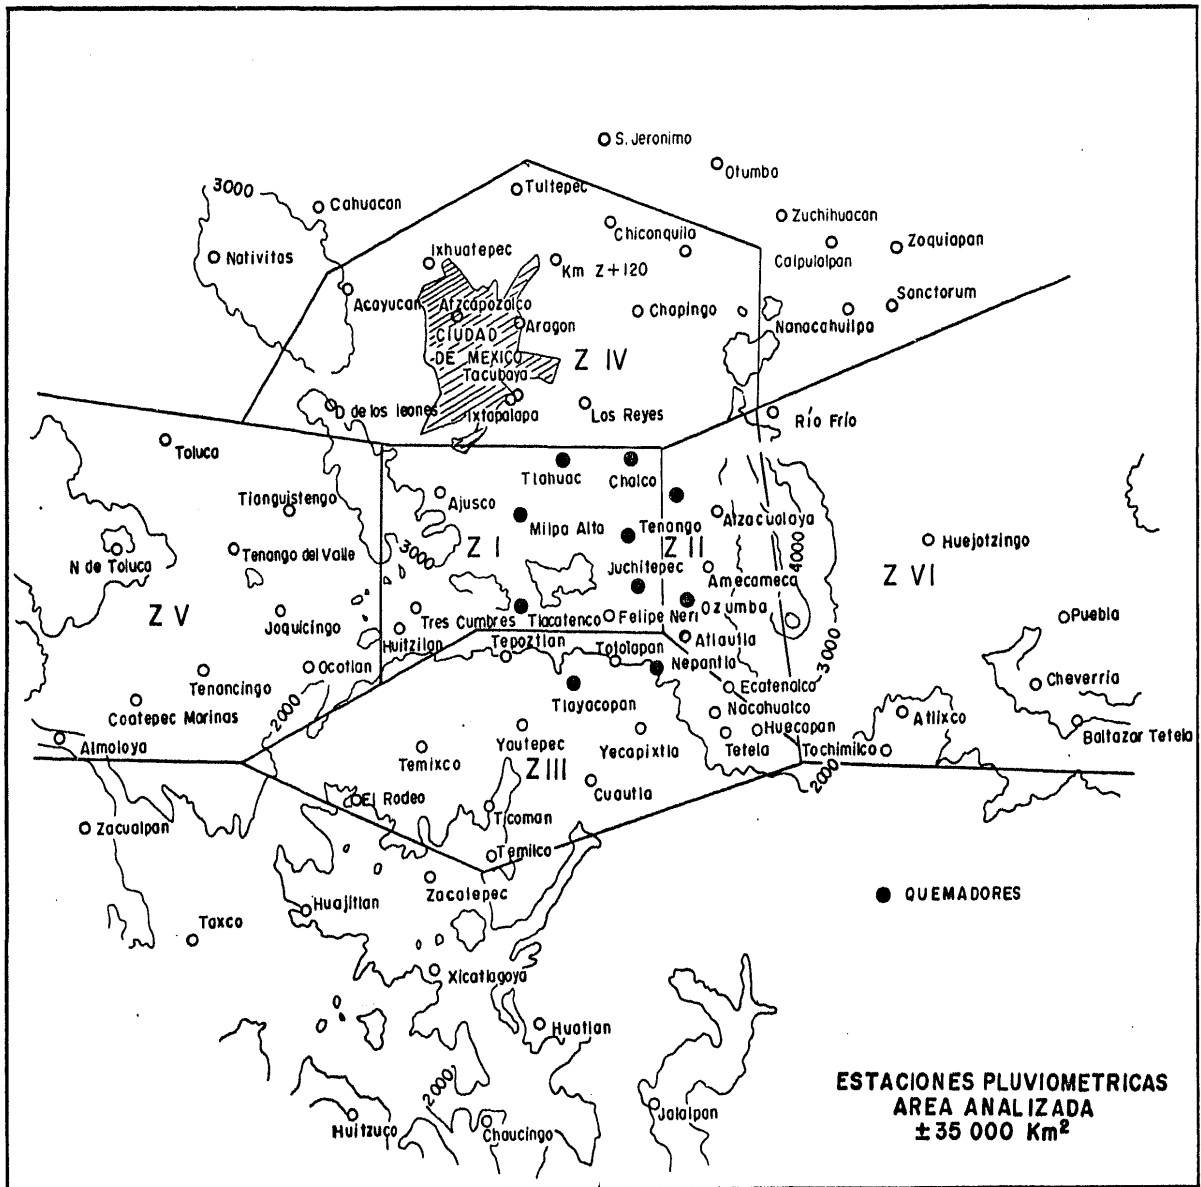 S. Jeronimo
Otumba
3000
Cahuacan
Tultepec
Zuchihuacan
Chiconquila
Zoquiapan
Nativitas
Ixhuatepec
Calpulalpan
Km Z+120
Acayucan
Sanctorum
Atzcapozalco
Chapingo
Aragon
Nanacahuilpa
CIUDAD
DE MEXICO
Z IV
Tacubaya
D de los leones
Ixtapalapa
Los Reyes
Río Frío
Toluca
Tlahuac
Chalco
Tianguistengo
Ajusco
Milpa Alta
Tenango
Atzacualaya
Z I
Z II
3000
4000
Huejotzingo
Tenango del Valle
N de Toluca
Juchitepec
Amecameca
Z VI
Z V
Joquicingo
Tres Cumbres
Tlacatenco
Felipe Neri
Ozumba
Puebla
Huitzilan
Tepoztlan
Totolapan
Atlautla
3000
Ocotlan
Nepantla
Tenancingo
Ecatenalco
Cheverria
Coatepec Marinas
2000
Tlayacopan
Nacahualco
Atlixco
Huecapan
Almoloya
Temixco
Yautepec
Yecapixtla
Tetela
Tochimilco
Baltazar Tetela
Z III
2000
Cuautla
El Rodeo
Ticoman
Zacualpan
Temilco
Zacatepec
QUEMADORES
Huajitlan
Taxco
Xicatlagoya
Huatlan
2000
Jalalpan
Huitzuco
Chaucingo
ESTACIONES PLUVIOMETRICAS
AREA ANALIZADA
±35 000 Km²